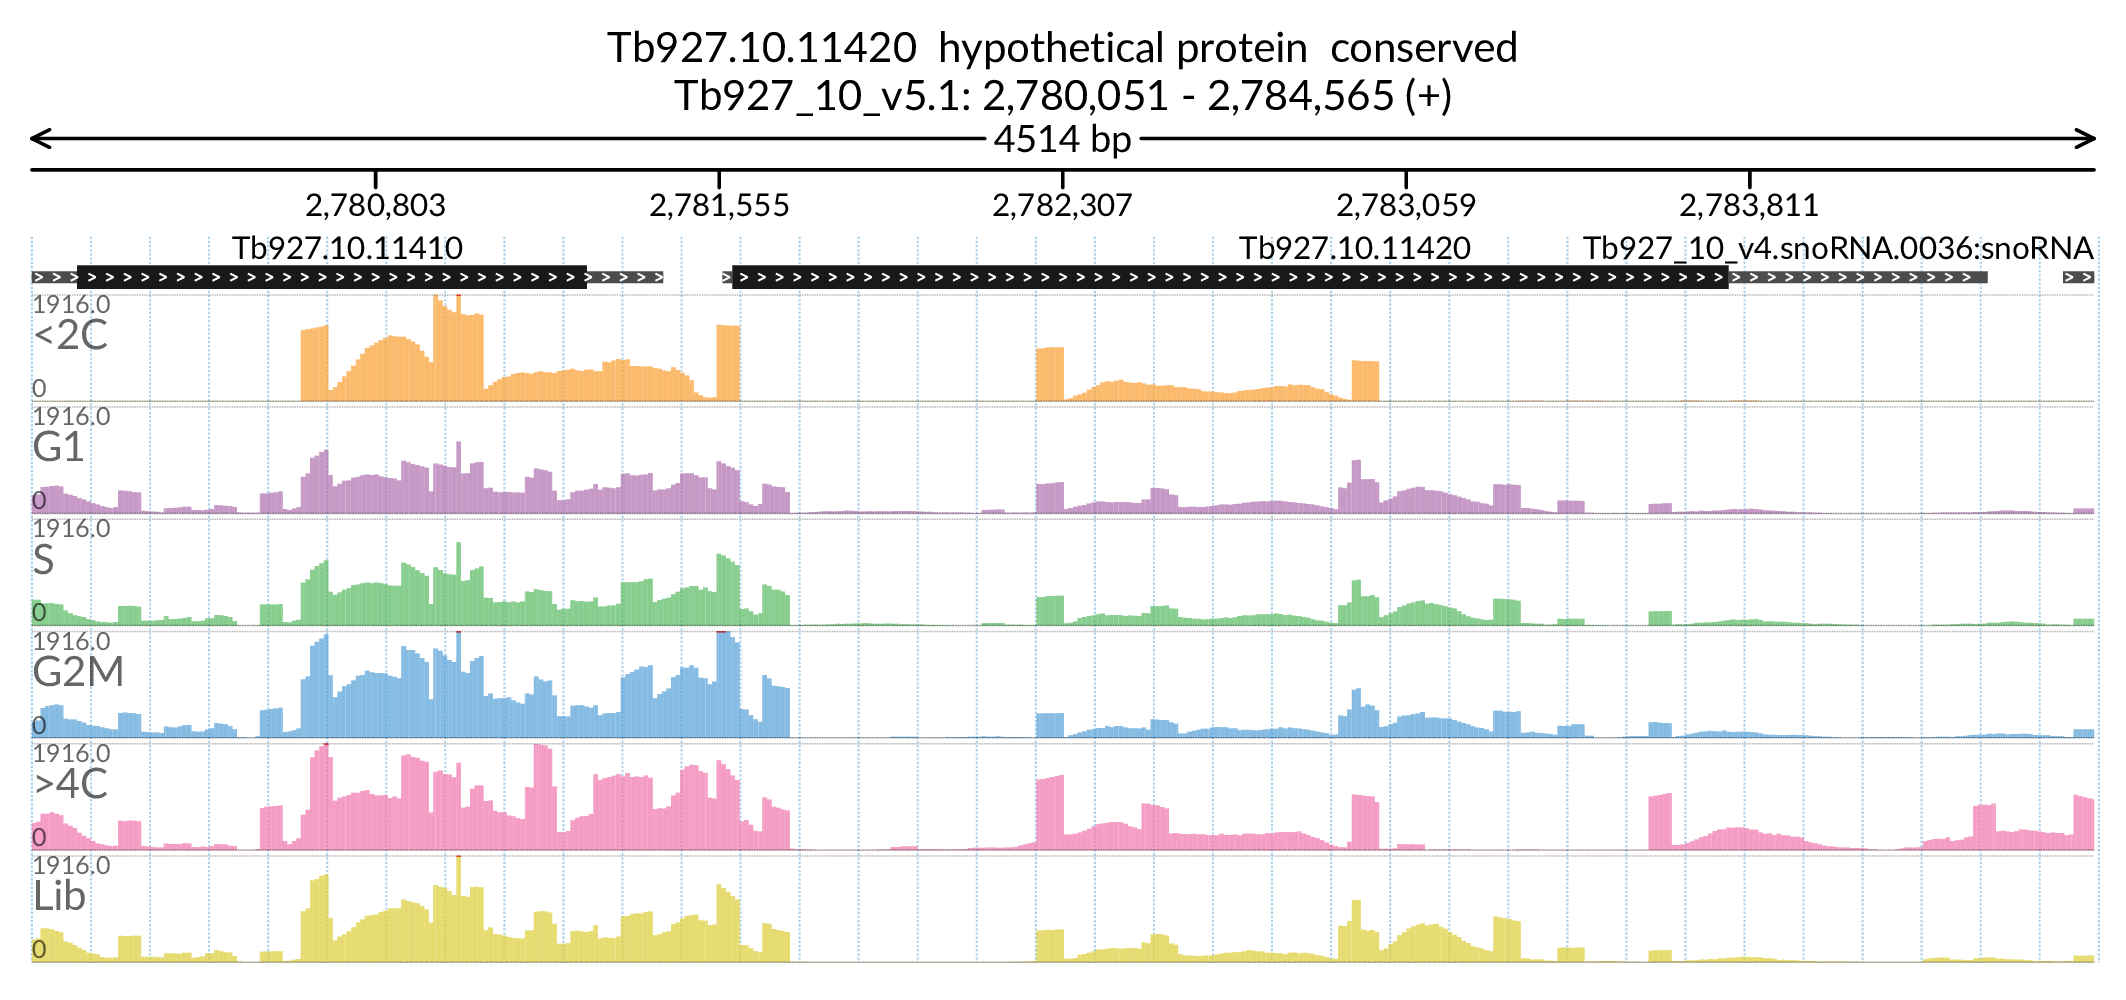 Tb927.10.11420 hypothetical protein conserved
Tb927_10_v5.1: 2,780,051 - 2,784,565 (+)
4514 bp
2,780,803 2,781,555 2,782,307 2,783,059 2,783,811
Tb927.10.11410 Tb927.10.11420 Tb927_10_v4.snoRNA.0036:snoRNA
1916.0
<2C
0
1916.0
G1
0
1916.0
S
0
1916.0
G2M
0
1916.0
>4C
0
1916.0
Lib
0